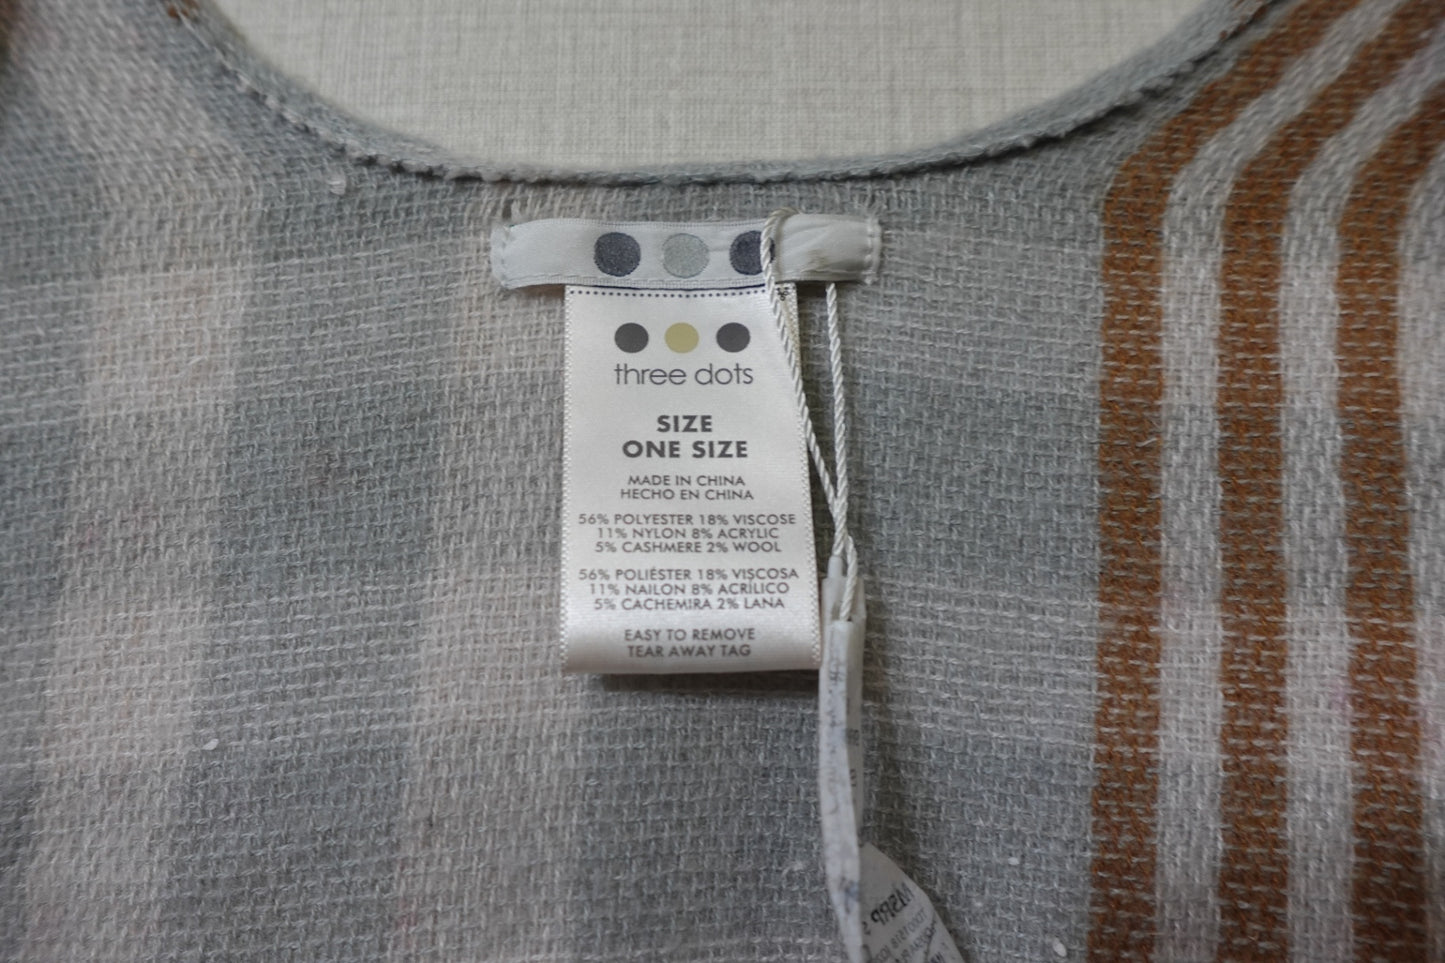 three dots
SIZE
ONE SIZE
MADE IN CHINA
HECHO EN CHINA
56% POLYESTER 18% VISCOSE
11% NYLON 8% ACRYLIC
5% CASHMERE 2% WOOL
56% POLIÉSTER 18% VISCOSA
11% NAILON 8% ACRÍLICO
5% CACHEMIRA 2% LANA
EASY TO REMOVE
TEAR AWAY TAG
MSRP